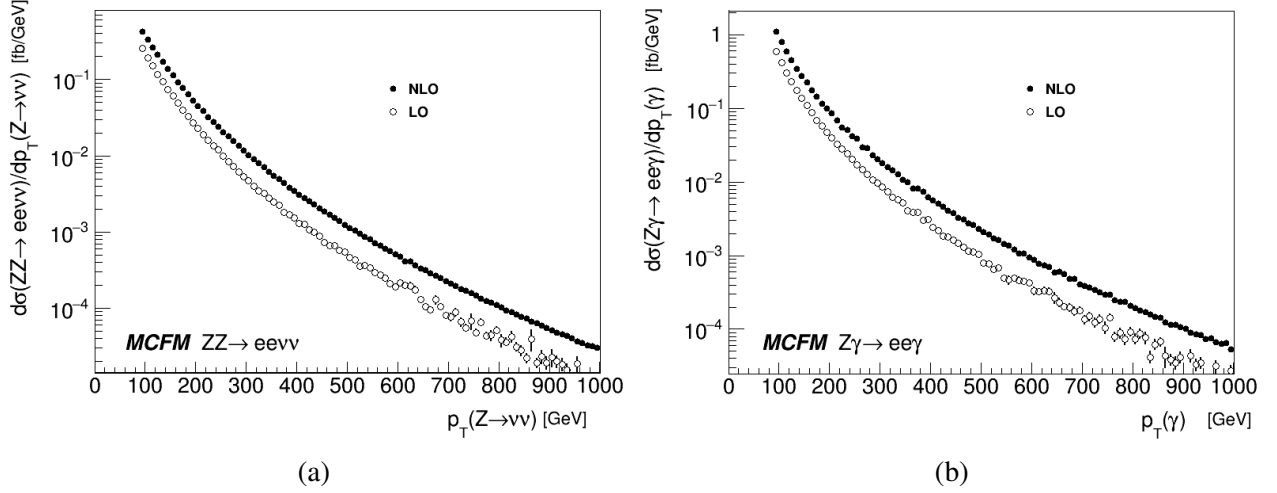 dσ(ZZ→ eeνν)/dp_T(Z→νν) [fb/GeV]
10⁻¹
10⁻²
10⁻³
10⁻⁴
NLO
LO
MCFM ZZ→ eeνν
0 100 200 300 400 500 600 700 800 900 1000
p_T(Z→νν) [GeV]
(a)
dσ(Zγ→ eeγ)/dp_T(γ) [fb/GeV]
1
10⁻¹
10⁻²
10⁻³
10⁻⁴
NLO
LO
MCFM Zγ→ eeγ
0 100 200 300 400 500 600 700 800 900 1000
p_T(γ) [GeV]
(b)